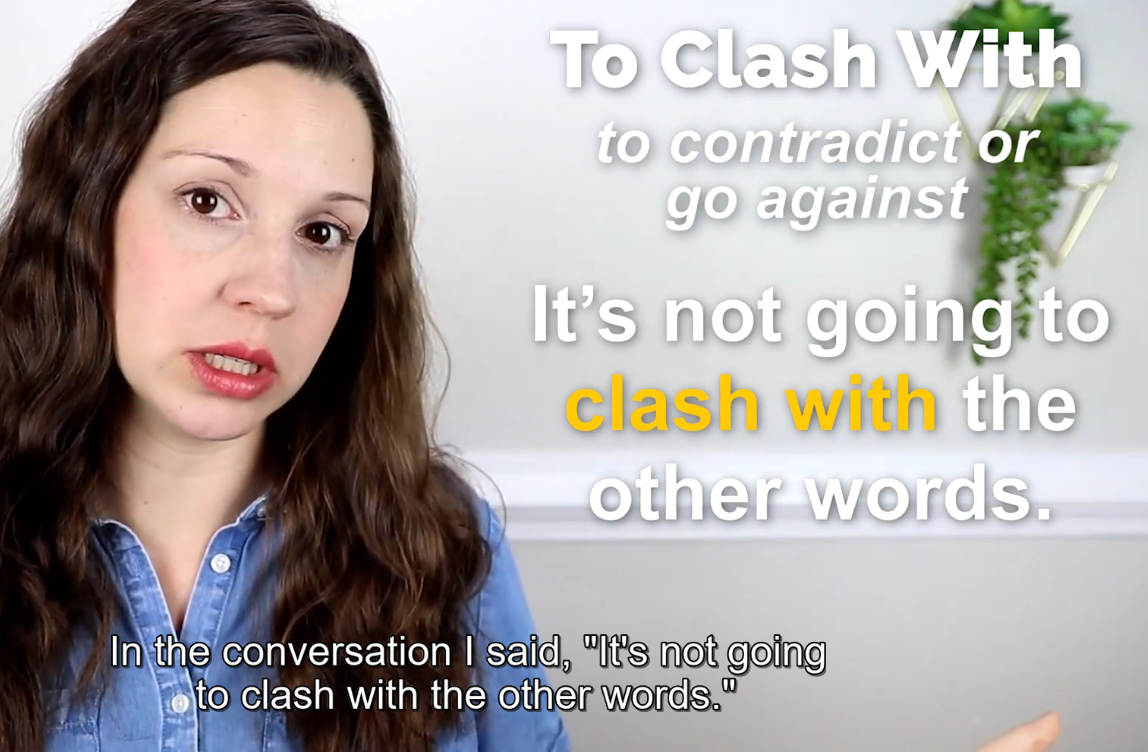 To Clash With
to contradict or
go against
It’s not going to
clash with the
other words.
In the conversation I said, "It's not going
to clash with the other words."